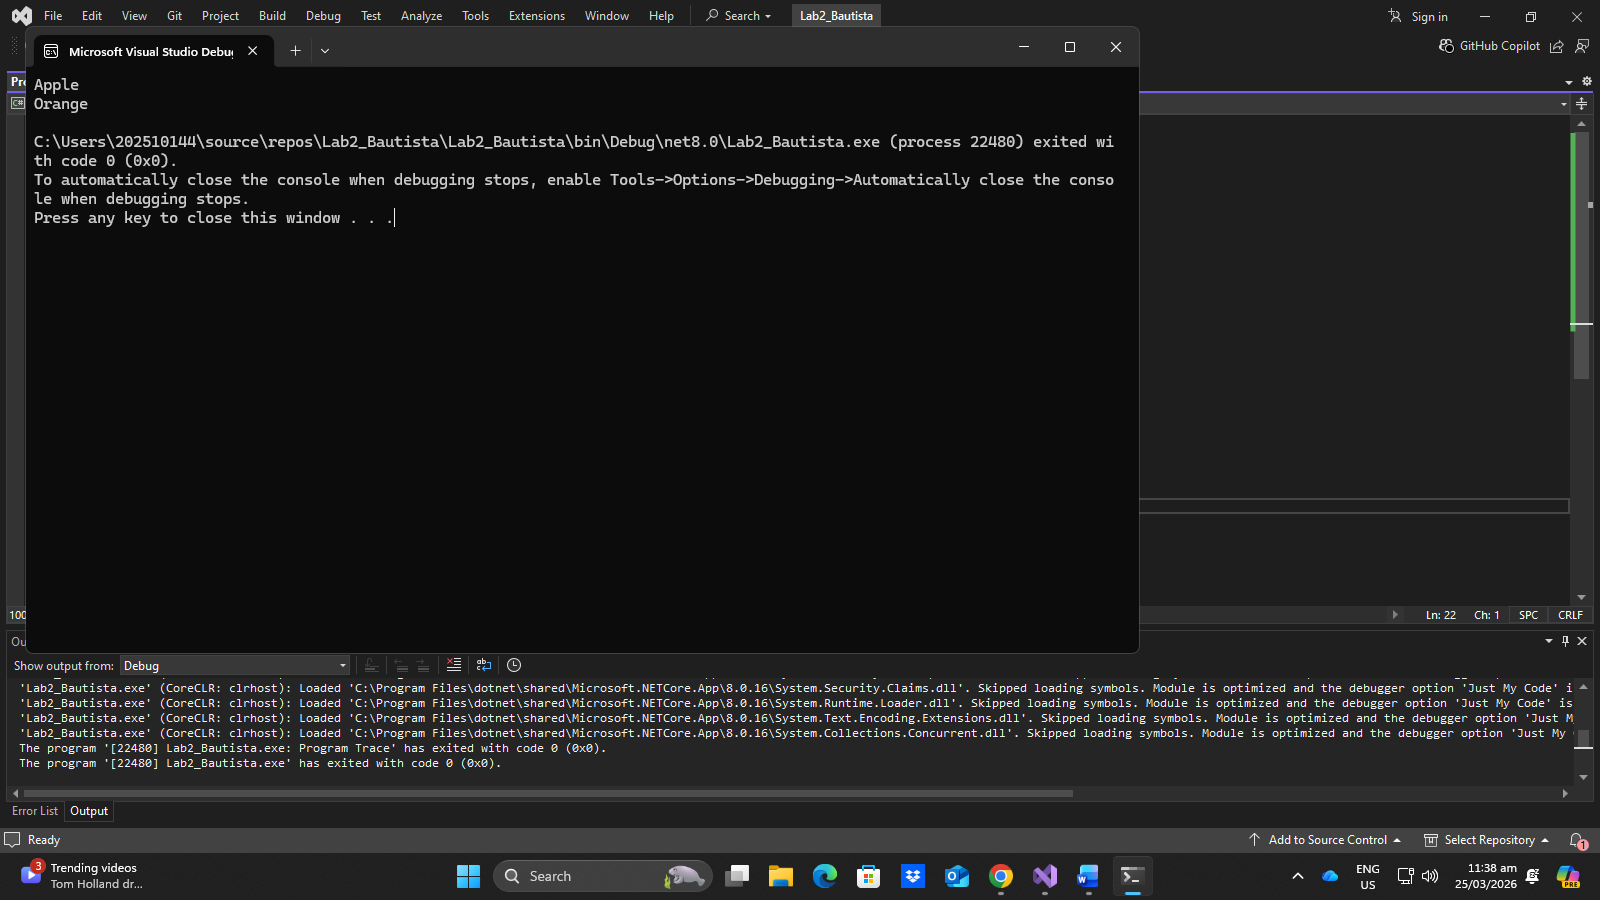 File Edit View Git Project Build Debug Test Analyze Tools Extensions Window Help Search Lab2_Bautista Sign in
GitHub Copilot
Microsoft Visual Studio Debu
Apple
Orange
C:\Users\202510144\source\repos\Lab2_Bautista\Lab2_Bautista\bin\Debug\net8.0\Lab2_Bautista.exe (process 22480) exited wi
th code 0 (0x0).
To automatically close the console when debugging stops, enable Tools->Options->Debugging->Automatically close the conso
le when debugging stops.
Press any key to close this window . . .
Ln: 22 Ch: 1 SPC CRLF
Show output from: Debug
'Lab2_Bautista.exe' (CoreCLR: clrhost): Loaded 'C:\Program Files\dotnet\shared\Microsoft.NETCore.App\8.0.16\System.Security.Claims.dll'. Skipped loading symbols. Module is optimized and the debugger option 'Just My Code' i
'Lab2_Bautista.exe' (CoreCLR: clrhost): Loaded 'C:\Program Files\dotnet\shared\Microsoft.NETCore.App\8.0.16\System.Runtime.Loader.dll'. Skipped loading symbols. Module is optimized and the debugger option 'Just My Code' is
'Lab2_Bautista.exe' (CoreCLR: clrhost): Loaded 'C:\Program Files\dotnet\shared\Microsoft.NETCore.App\8.0.16\System.Text.Encoding.Extensions.dll'. Skipped loading symbols. Module is optimized and the debugger option 'Just M
'Lab2_Bautista.exe' (CoreCLR: clrhost): Loaded 'C:\Program Files\dotnet\shared\Microsoft.NETCore.App\8.0.16\System.Collections.Concurrent.dll'. Skipped loading symbols. Module is optimized and the debugger option 'Just My
The program '[22480] Lab2_Bautista.exe: Program Trace' has exited with code 0 (0x0).
The program '[22480] Lab2_Bautista.exe' has exited with code 0 (0x0).
Error List Output
Ready Add to Source Control Select Repository 1
3 Trending videos
Tom Holland dr...
Search
ENG
US
11:38 am
25/03/2026
PRE